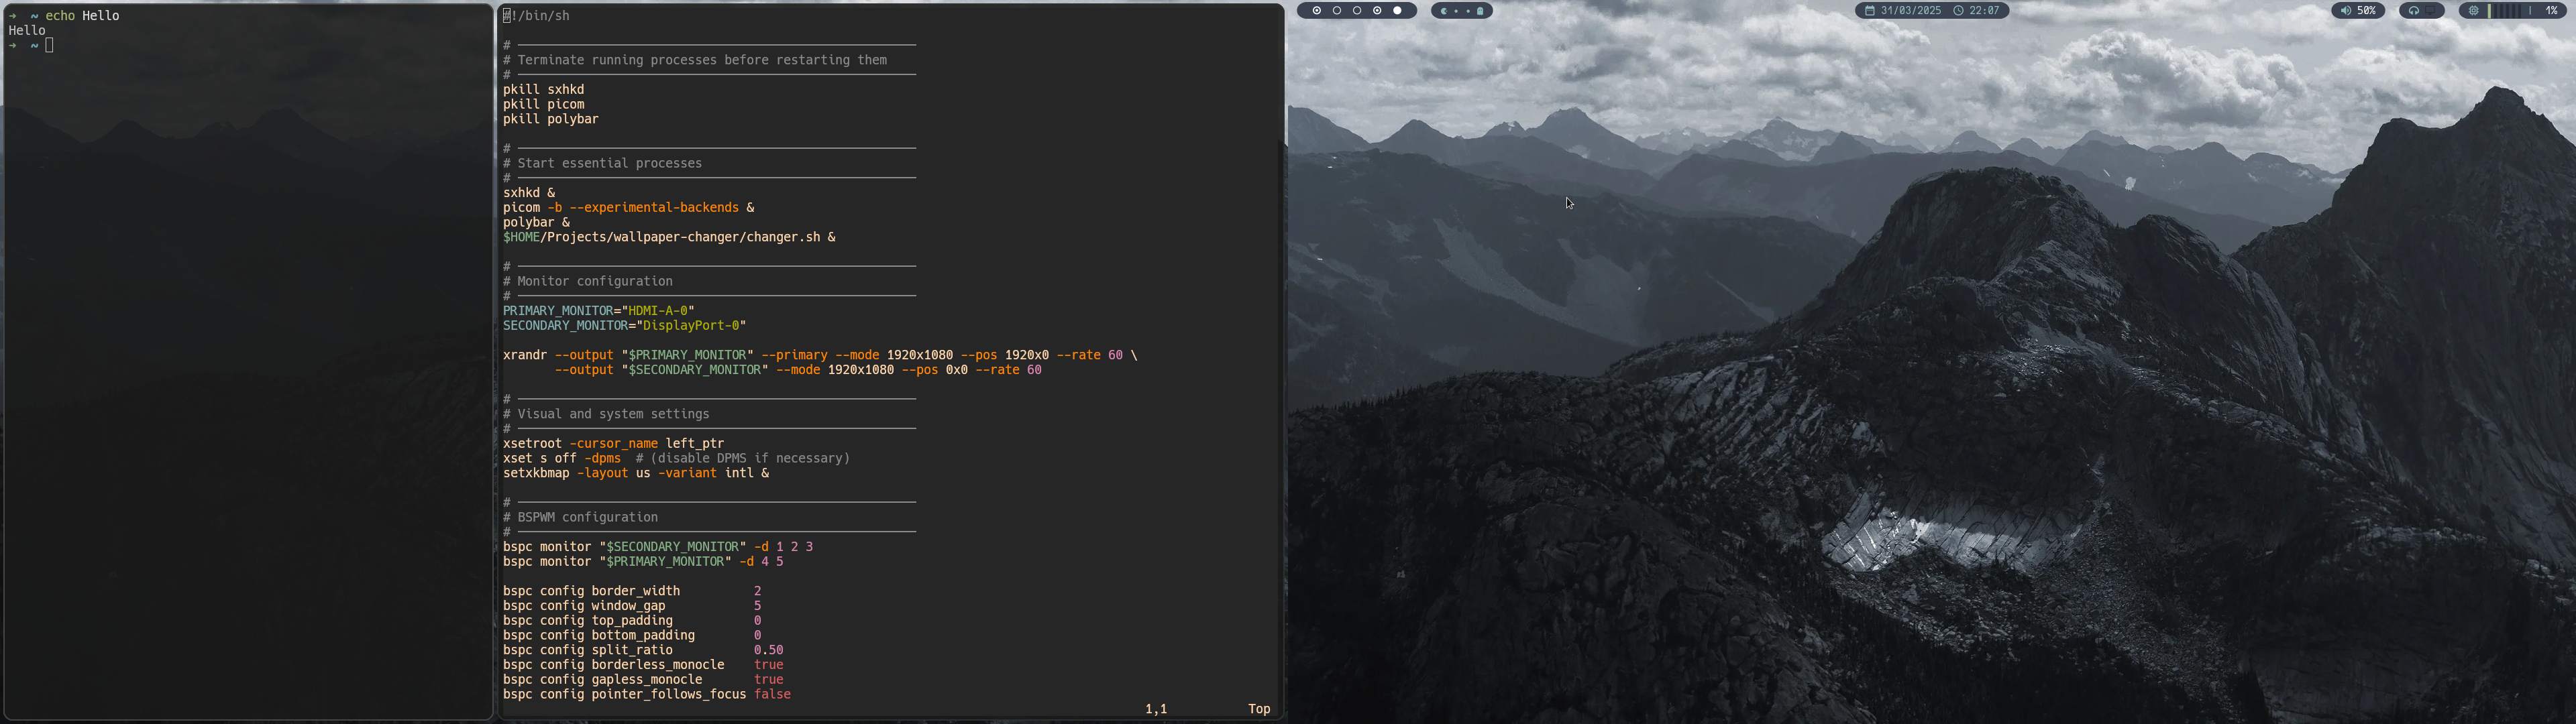 → ~ echo Hello
Hello
→ ~
#!/bin/sh
# ──────────────────────────────────────────────────────
# Terminate running processes before restarting them
# ──────────────────────────────────────────────────────
pkill sxhkd
pkill picom
pkill polybar
# ──────────────────────────────────────────────────────
# Start essential processes
# ──────────────────────────────────────────────────────
sxhkd &
picom -b --experimental-backends &
polybar &
$HOME/Projects/wallpaper-changer/changer.sh &
# ──────────────────────────────────────────────────────
# Monitor configuration
# ──────────────────────────────────────────────────────
PRIMARY_MONITOR="HDMI-A-0"
SECONDARY_MONITOR="DisplayPort-0"
xrandr --output "$PRIMARY_MONITOR" --primary --mode 1920x1080 --pos 1920x0 --rate 60 \
--output "$SECONDARY_MONITOR" --mode 1920x1080 --pos 0x0 --rate 60
# ──────────────────────────────────────────────────────
# Visual and system settings
# ──────────────────────────────────────────────────────
xsetroot -cursor_name left_ptr
xset s off -dpms  # (disable DPMS if necessary)
setxkbmap -layout us -variant intl &
# ──────────────────────────────────────────────────────
# BSPWM configuration
# ──────────────────────────────────────────────────────
bspc monitor "$SECONDARY_MONITOR" -d 1 2 3
bspc monitor "$PRIMARY_MONITOR" -d 4 5
bspc config border_width          2
bspc config window_gap            5
bspc config top_padding           0
bspc config bottom_padding        0
bspc config split_ratio           0.50
bspc config borderless_monocle    true
bspc config gapless_monocle       true
bspc config pointer_follows_focus false
1,1 Top
31/03/2025 22:07
50%
1%